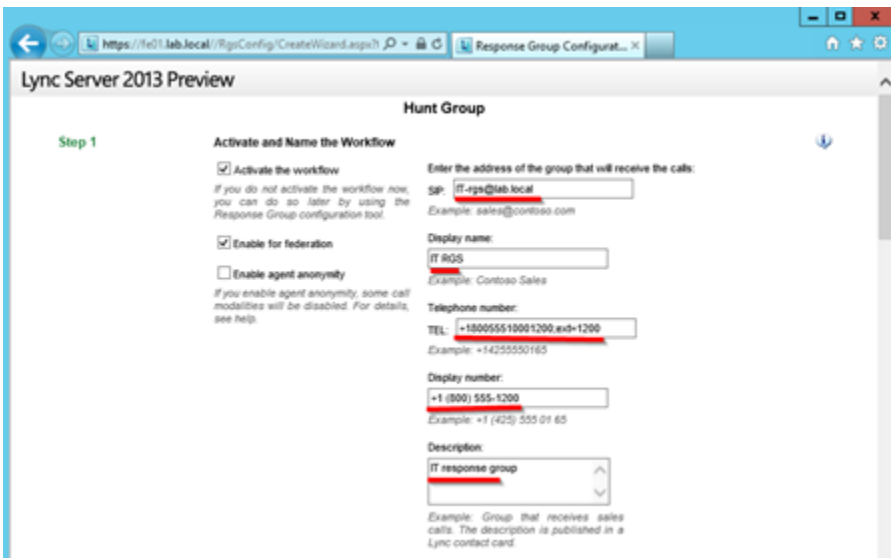 https://fe01.lab.local//RgsConfig/CreateWizard.aspx?i
Response Group Configurat...
Lync Server 2013 Preview
Hunt Group
Step 1
Activate and Name the Workflow
Activate the workflow
If you do not activate the workflow now,
you can do so later by using the
Response Group configuration tool.
Enable for federation
Enable agent anonymity
If you enable agent anonymity, some call
modalities will be disabled. For details,
see help.
Enter the address of the group that will receive the calls:
SIP: IT-rgs@lab.local
Example: sales@contoso.com
Display name:
IT RGS
Example: Contoso Sales
Telephone number:
TEL: +180055510001200;ext=1200
Example: +14255550165
Display number:
+1 (800) 555-1200
Example: +1 (425) 555 01 65
Description:
IT response group
Example: Group that receives sales
calls. The description is published in a
Lync contact card.